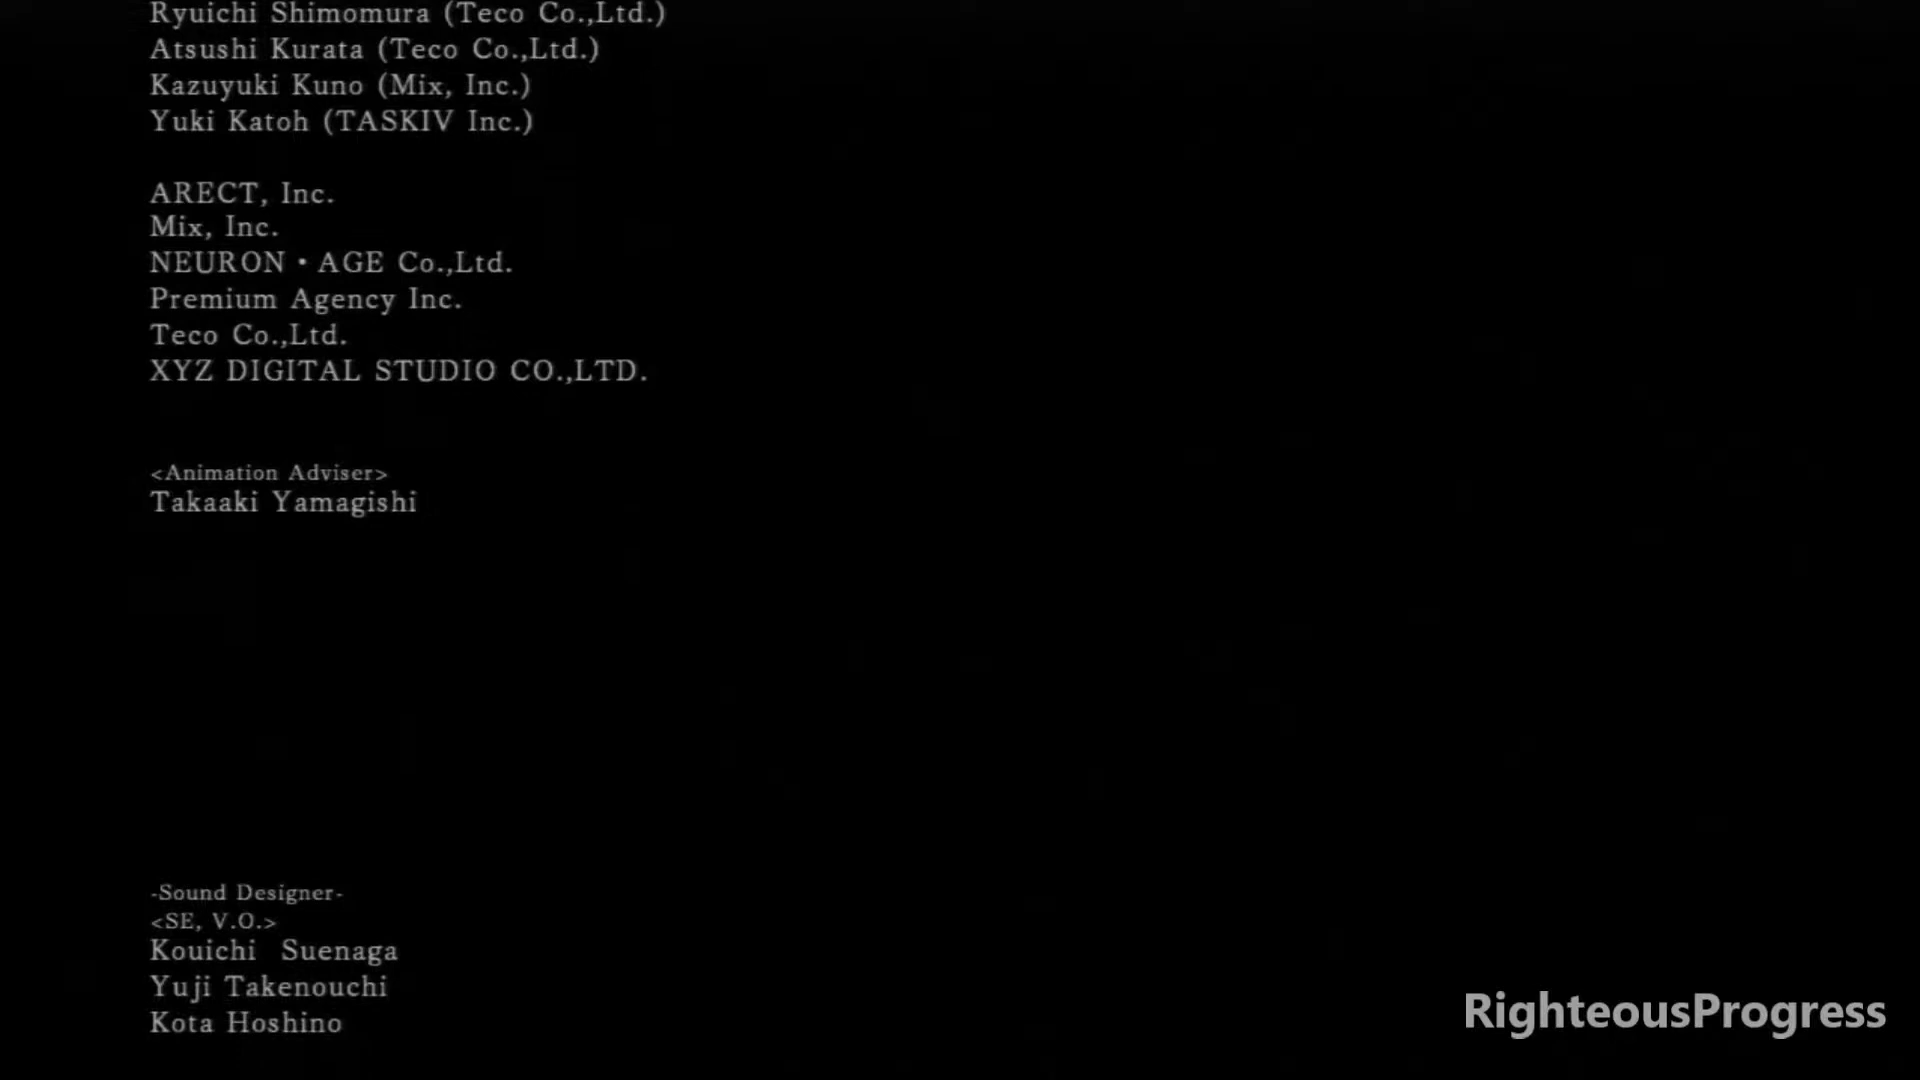 Ryuichi Shimomura (Teco Co.,Ltd.)
Atsushi Kurata (Teco Co.,Ltd.)
Kazuyuki Kuno (Mix, Inc.)
Yuki Katoh (TASKIV Inc.)
ARECT, Inc.
Mix, Inc.
NEURON・AGE Co.,Ltd.
Premium Agency Inc.
Teco Co.,Ltd.
XYZ DIGITAL STUDIO CO.,LTD.
<Animation Adviser>
Takaaki Yamagishi
-Sound Designer-
<SE, V.O.>
Kouichi  Suenaga
Yuji Takenouchi
Kota Hoshino
RighteousProgress